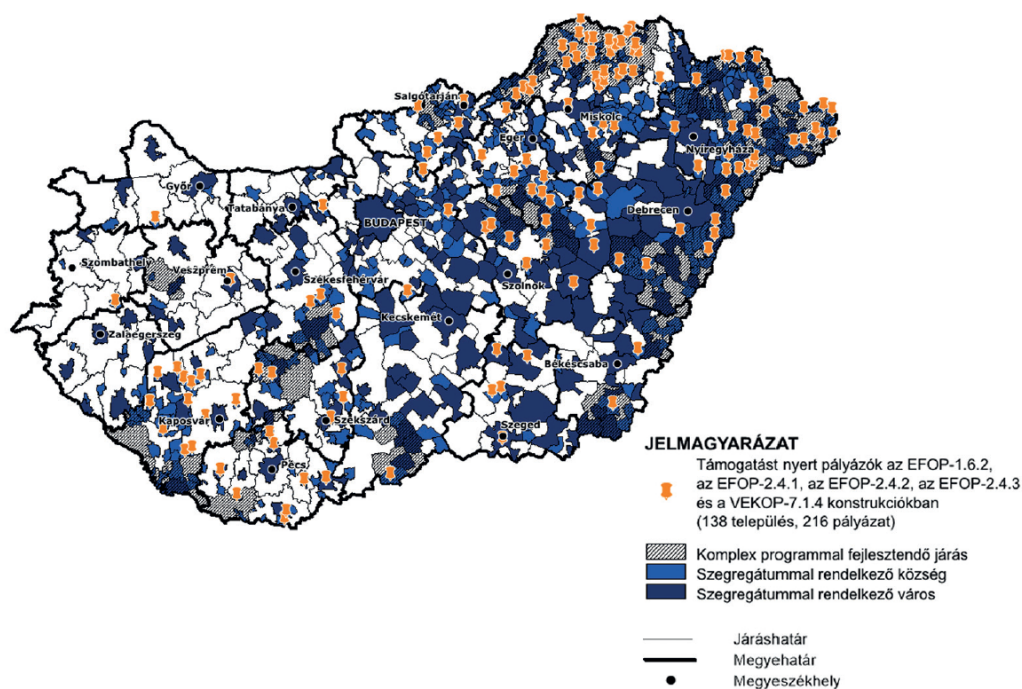 Salgótarján
Miskolc
Eger
Nyíregyháza
Győr
Tatabánya
BUDAPEST
Debrecen
Szombathely
Veszprém
Székesfehérvár
Szolnok
Kecskemét
Zalaegerszeg
Békéscsaba
Kaposvár
Szekszárd
Szeged
Pécs
JELMAGYARÁZAT
Támogatást nyert pályázók az EFOP-1.6.2,
az EFOP-2.4.1, az EFOP-2.4.2, az EFOP-2.4.3
és a VEKOP-7.1.4 konstrukciókban
(138 település, 216 pályázat)
Komplex programmal fejlesztendő járás
Szegregátummal rendelkező község
Szegregátummal rendelkező város
Járáshatár
Megyehatár
Megyeszékhely